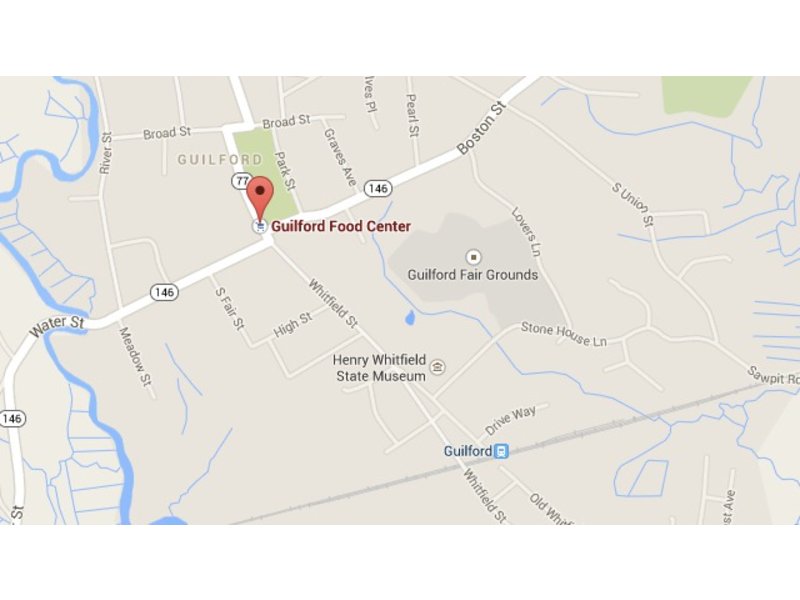 Ives Pl
Pearl St
Boston St
River St
Broad St
Broad St
GUILFORD
Park St
Graves Ave
77
146
S Union St
Lovers Ln
Guilford Food Center
Guilford Fair Grounds
146
S Fair St
Whitfield St
High St
Water St
Meadow St
Stone House Ln
Henry Whitfield
State Museum
Sawpit Rd
146
Drive Way
Guilford
Whitfield St
Old Whitf
St
st Ave